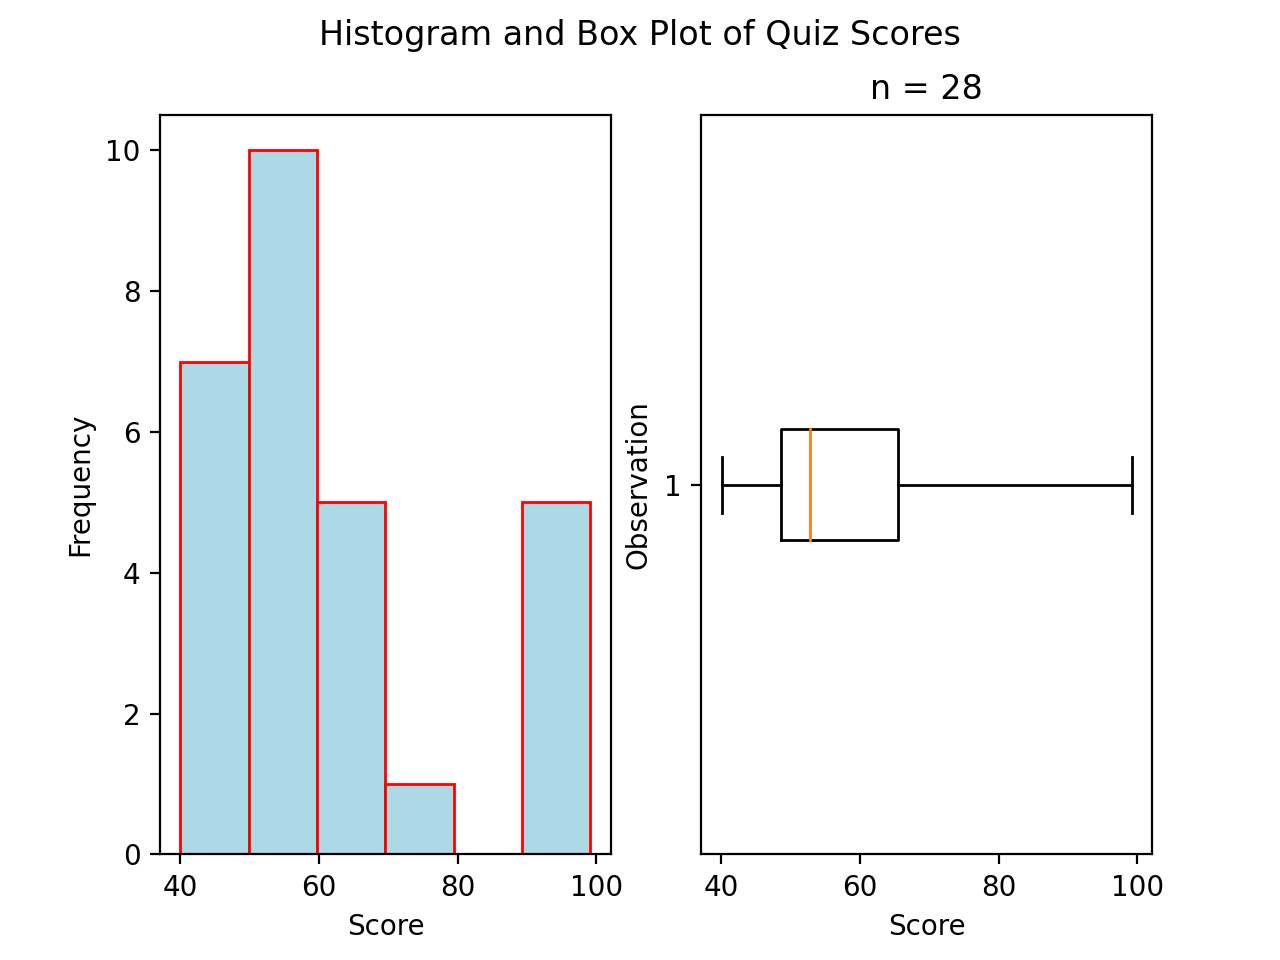 Histogram and Box Plot of Quiz Scores
Frequency
10
8
6
4
2
0
40 60 80 100
Score
n = 28
Observation
1
40 60 80 100
Score